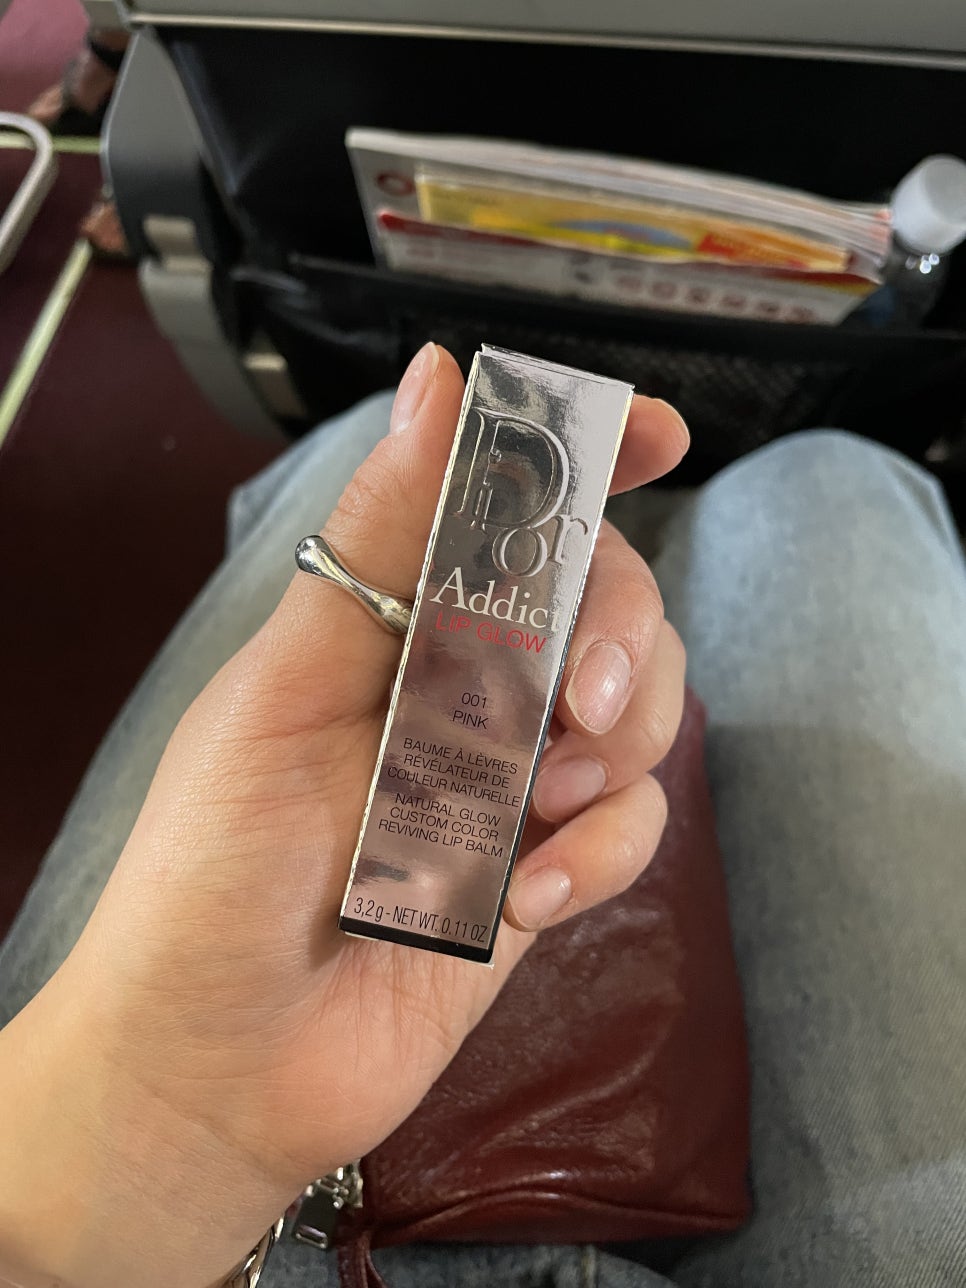 Dior
Addict
LIP GLOW
001
PINK
BAUME À LÈVRES
RÉVÉLATEUR DE
COULEUR NATURELLE
NATURAL GLOW
CUSTOM COLOR
REVIVING LIP BALM
3,2 g - NET WT. 0.11 OZ